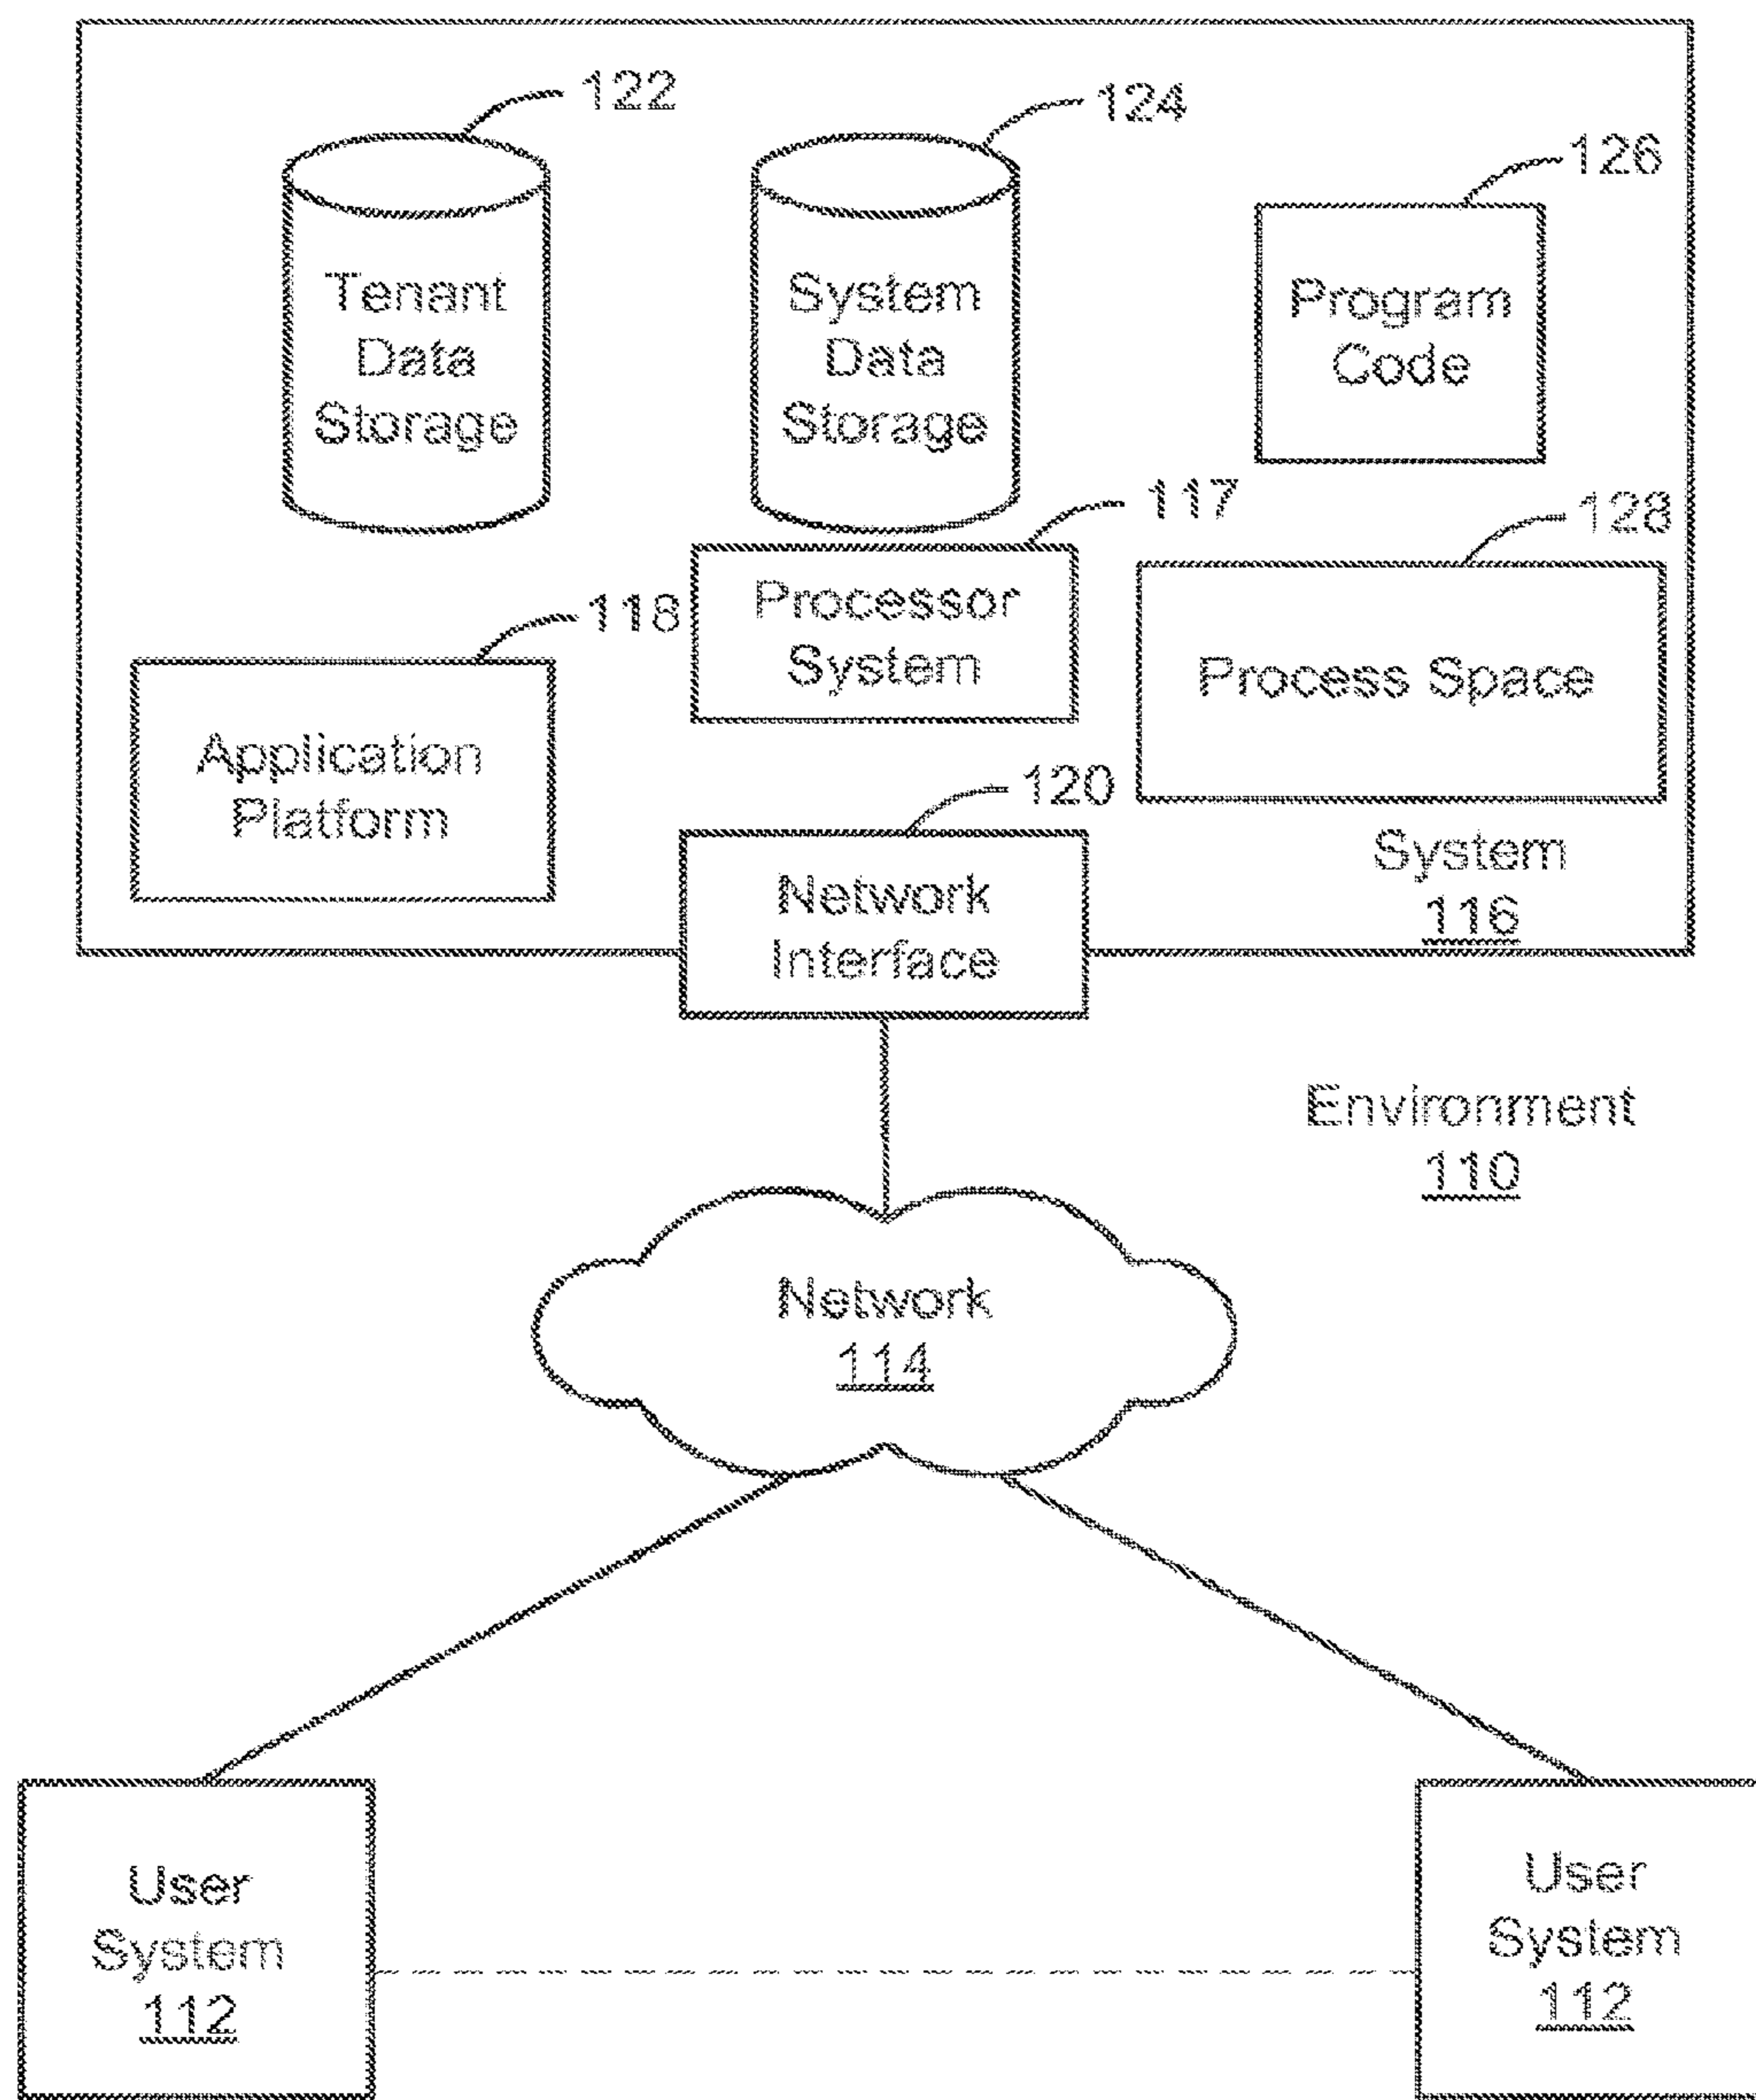 122
124
126
Tenant
Data
Storage
System
Data
Storage
Program
Code
117
128
118
Processor
System
Process Space
Application
Platform
120
System
116
Network
Interface
Environment
110
Network
114
User
System
112
User
System
112